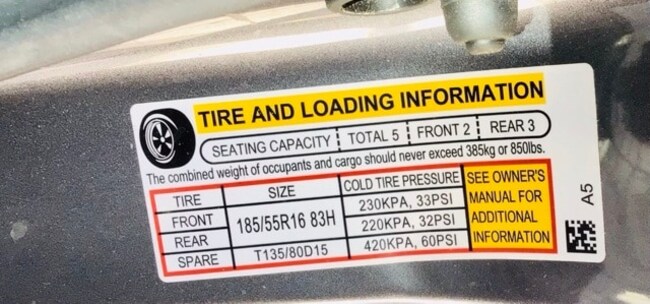 TIRE AND LOADING INFORMATION
SEATING CAPACITY TOTAL 5 FRONT 2 REAR 3
The combined weight of occupants and cargo should never exceed 385kg or 850lbs.
TIRE SIZE COLD TIRE PRESSURE SEE OWNER'S
FRONT 185/55R16 83H 230KPA, 33PSI MANUAL FOR
REAR 220KPA, 32PSI ADDITIONAL
SPARE T135/80D15 420KPA, 60PSI INFORMATION
A5